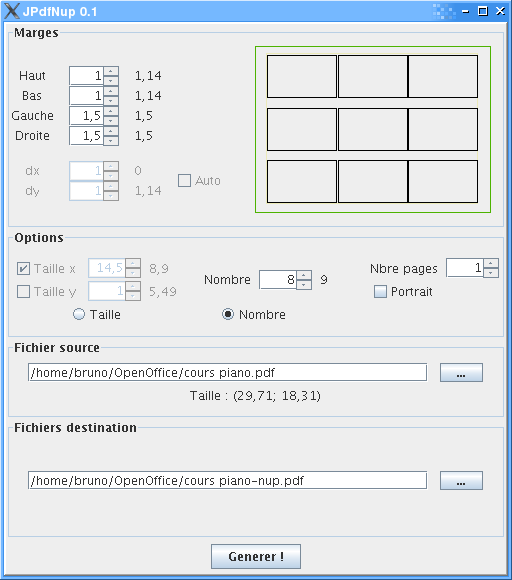 JPdfNup 0.1
Marges
Haut 1 1,14
Bas 1 1,14
Gauche 1,5 1,5
Droite 1,5 1,5
dx 1 0
dy 1 1,14
Auto
Options
Taille x 14,5 8,9
Taille y 1 5,49
Nombre 8 9
Nbre pages 1
Portrait
Taille Nombre
Fichier source
/home/bruno/OpenOffice/cours piano.pdf ...
Taille : (29,71; 18,31)
Fichiers destination
/home/bruno/OpenOffice/cours piano-nup.pdf ...
Generer !